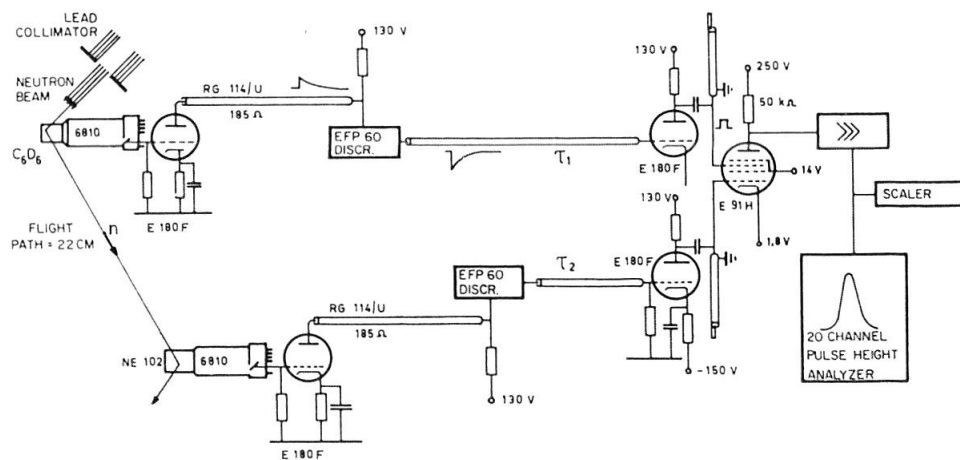 LEAD
COLLIMATOR
NEUTRON
BEAM
6810
C₆D₆
RG 114/U
185 Ω
130 V
EFP 60
DISCR.
τ₁
E 180 F
130 V
E 180 F
250 V
50 kΩ
14 V
E 91 H
1,8 V
SCALER
FLIGHT
PATH = 22 CM
n
130 V
E 180 F
EFP 60
DISCR.
τ₂
-150 V
20 CHANNEL
PULSE HEIGHT
ANALYZER
RG 114/U
185 Ω
NE 102
6810
130 V
E 180 F